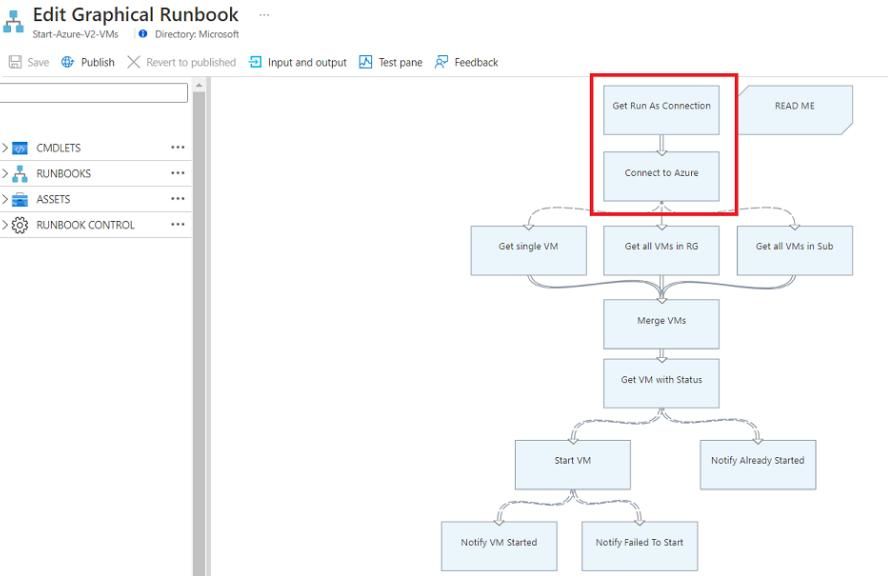 Edit Graphical Runbook ...
Start-Azure-V2-VMs Directory: Microsoft
Save Publish Revert to published Input and output Test pane Feedback
CMDLETS ...
RUNBOOKS ...
ASSETS ...
RUNBOOK CONTROL ...
Get Run As Connection
READ ME
Connect to Azure
Get single VM
Get all VMs in RG
Get all VMs in Sub
Merge VMs
Get VM with Status
Start VM
Notify Already Started
Notify VM Started
Notify Failed To Start